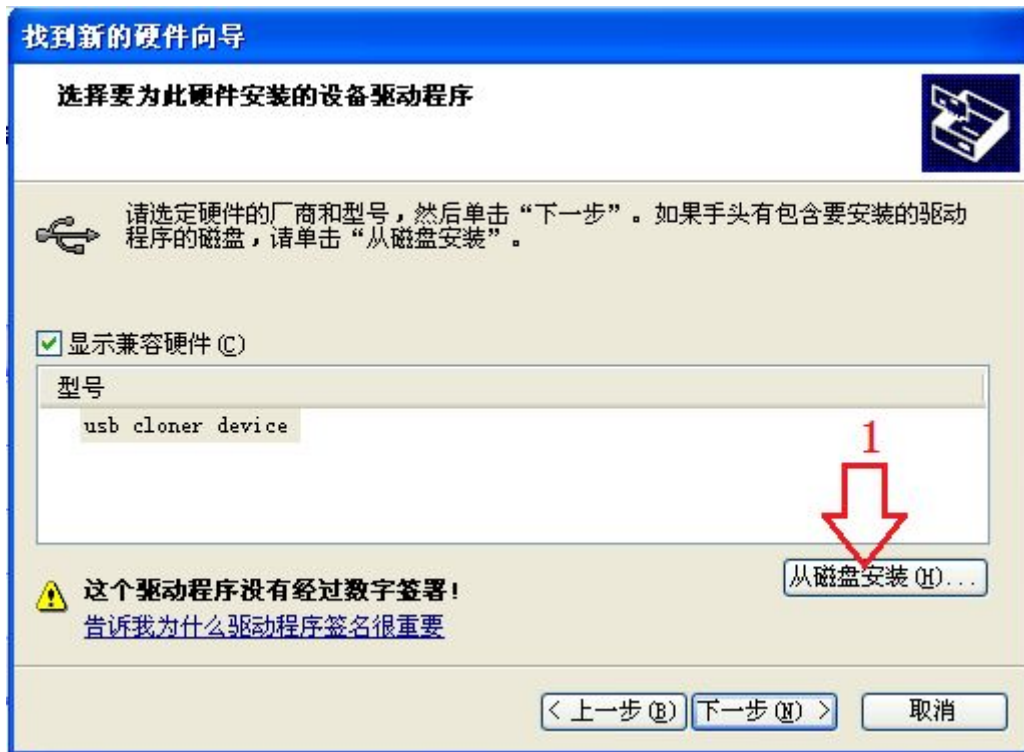 找到新的硬件向导
选择要为此硬件安装的设备驱动程序
请选定硬件的厂商和型号，然后单击“下一步”。如果手头有包含要安装的驱动
程序的磁盘，请单击“从磁盘安装”。
显示兼容硬件(C)
型号
usb cloner device
1
从磁盘安装(H)...
这个驱动程序没有经过数字签署!
告诉我为什么驱动程序签名很重要
< 上一步(B) 下一步(N) > 取消